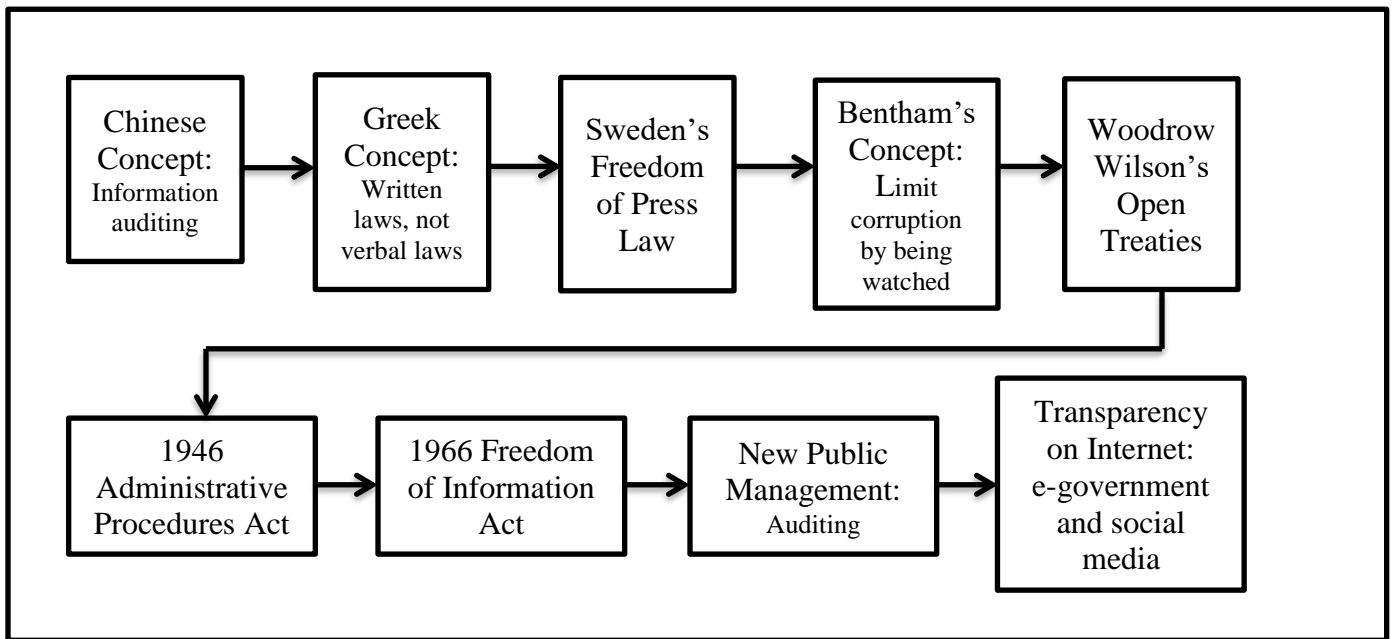 Chinese
Concept:
Information
auditing
Greek
Concept:
Written
laws, not
verbal laws
Sweden’s
Freedom
of Press
Law
Bentham’s
Concept:
Limit
corruption
by being
watched
Woodrow
Wilson’s
Open
Treaties
1946
Administrative
Procedures Act
1966 Freedom
of Information
Act
New Public
Management:
Auditing
Transparency
on Internet:
e-government
and social
media